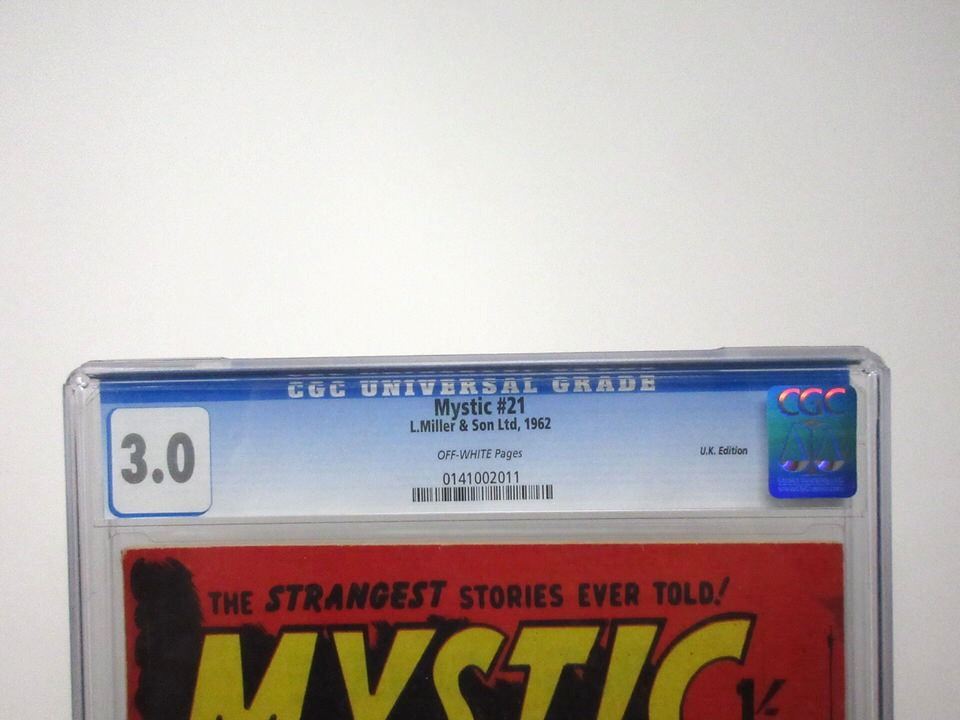 CGC UNIVERSAL GRADE
Mystic #21
L.Miller & Son Ltd, 1962
OFF-WHITE Pages
U.K. Edition
0141002011
3.0
CGC
THE STRANGEST STORIES EVER TOLD!
MYSTIC
1/-